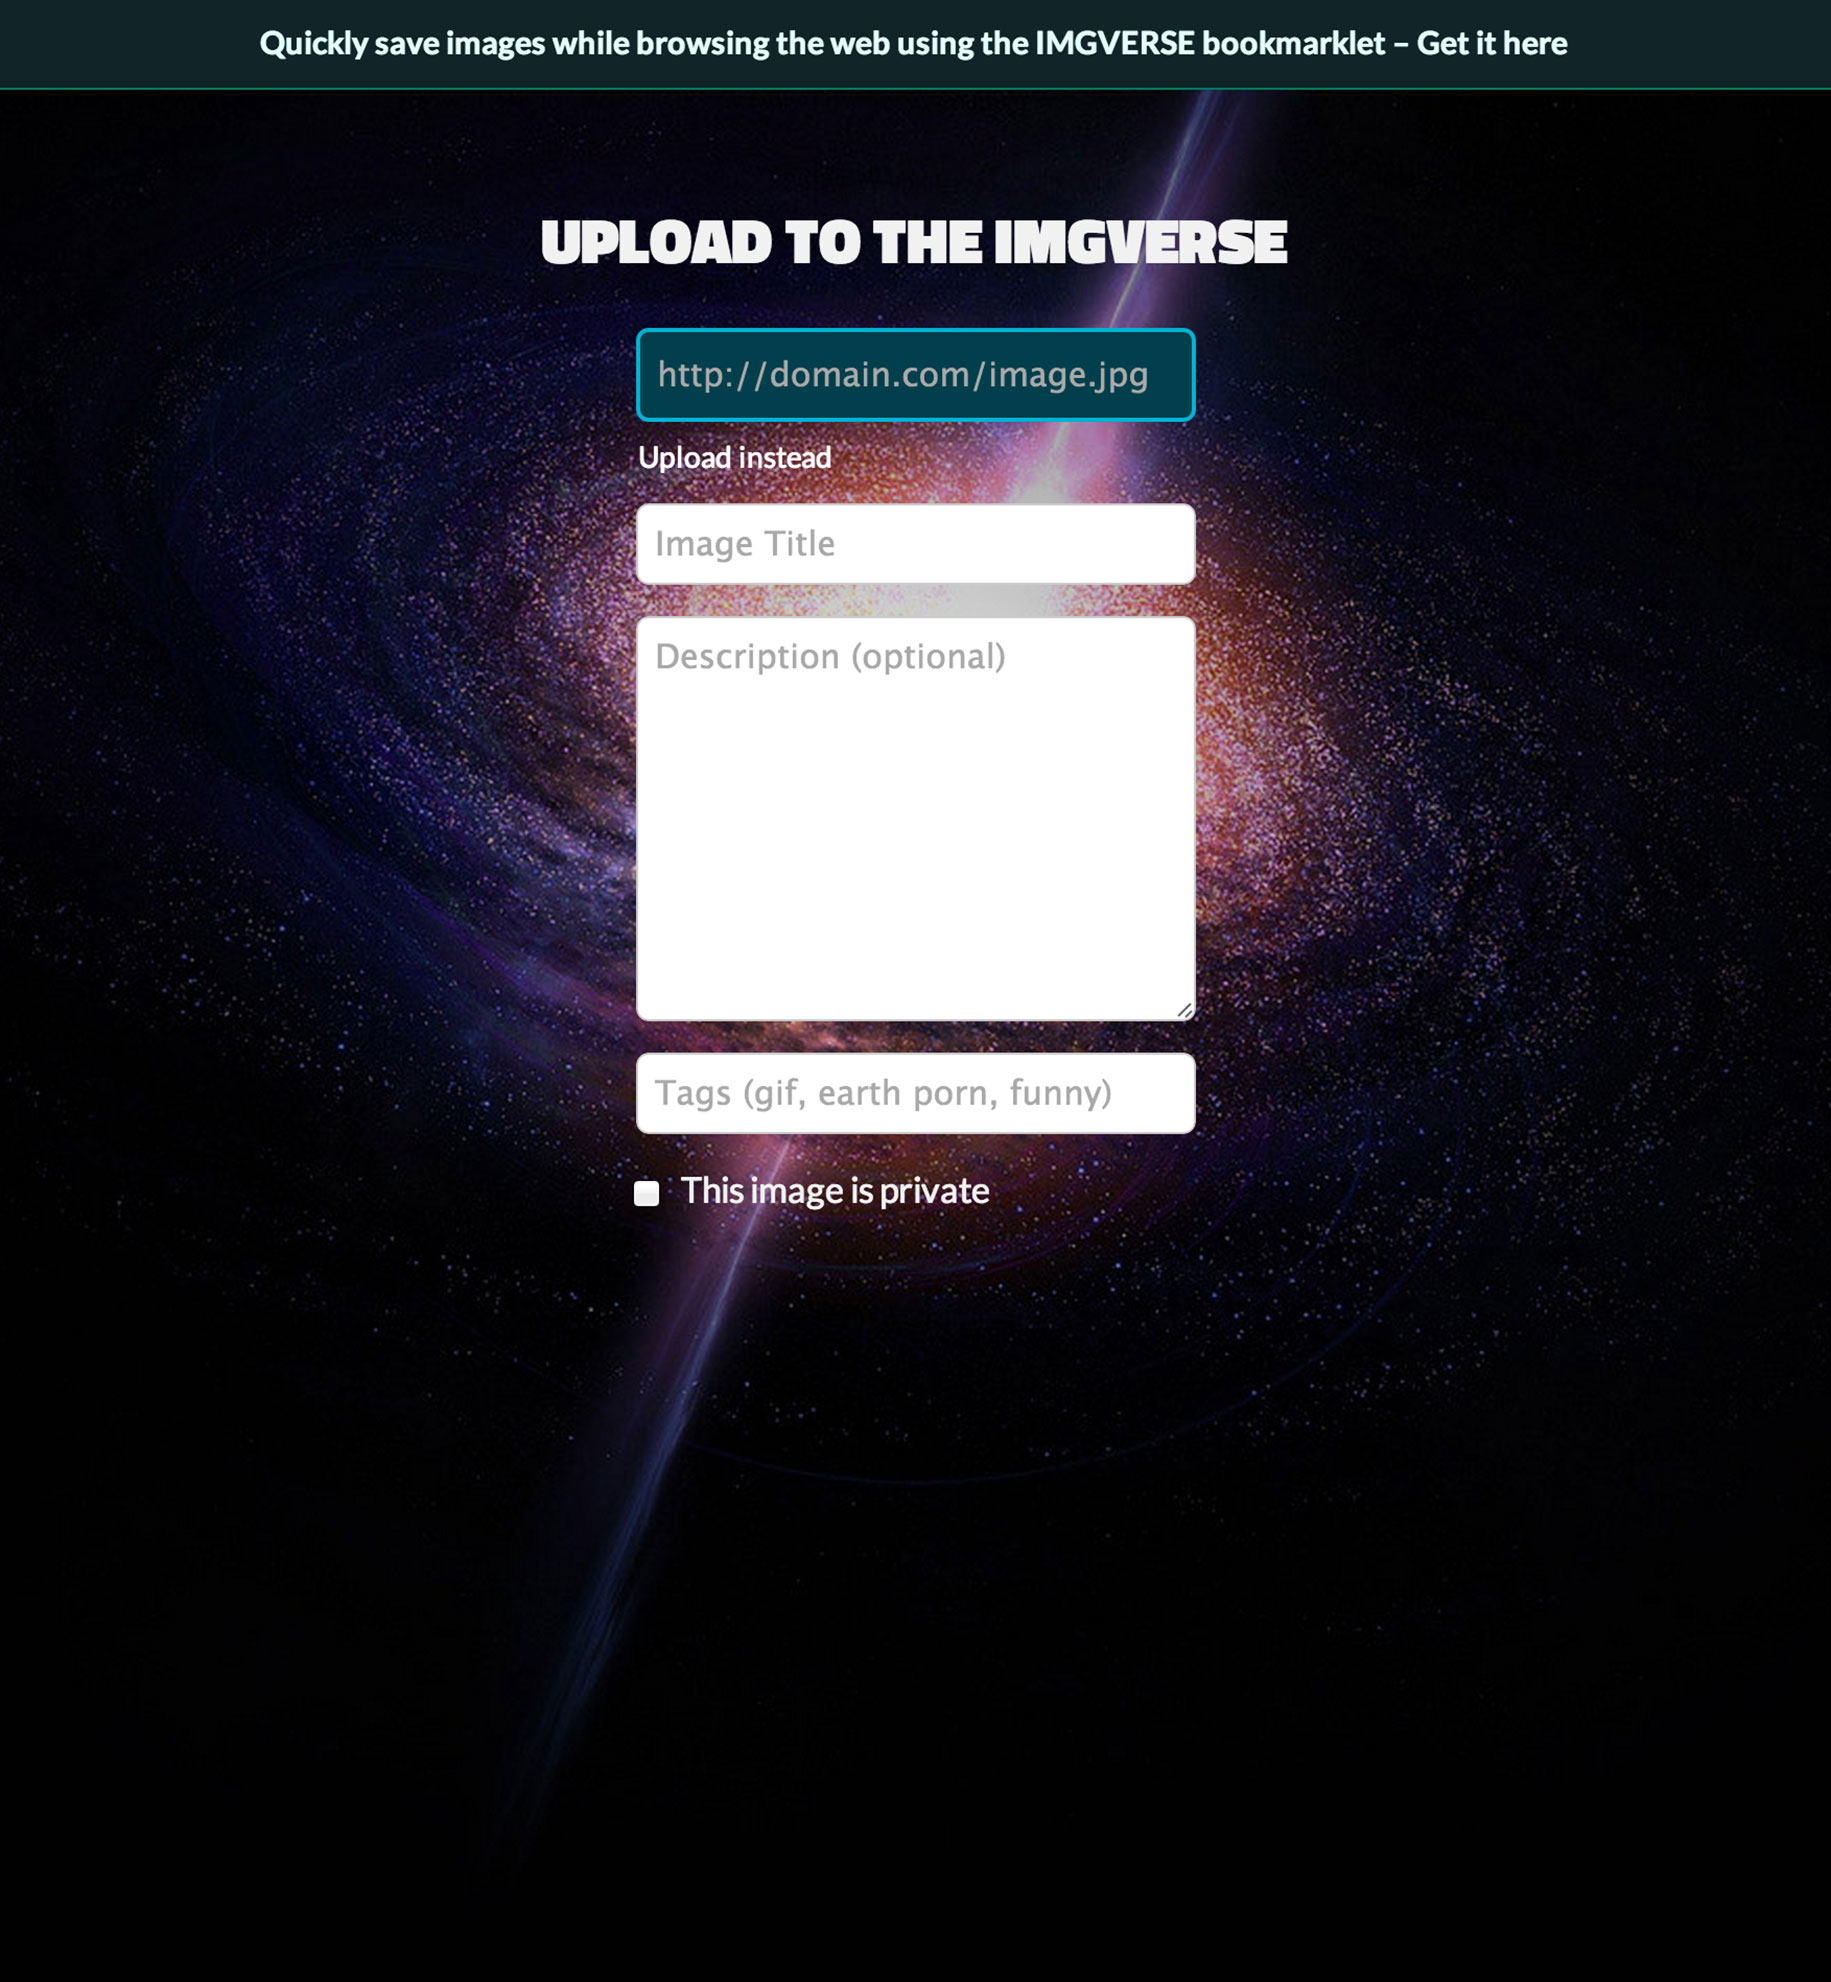 Quickly save images while browsing the web using the IMGVERSE bookmarklet – Get it here
UPLOAD TO THE IMGVERSE
http://domain.com/image.jpg
Upload instead
Image Title
Description (optional)
Tags (gif, earth porn, funny)
This image is private